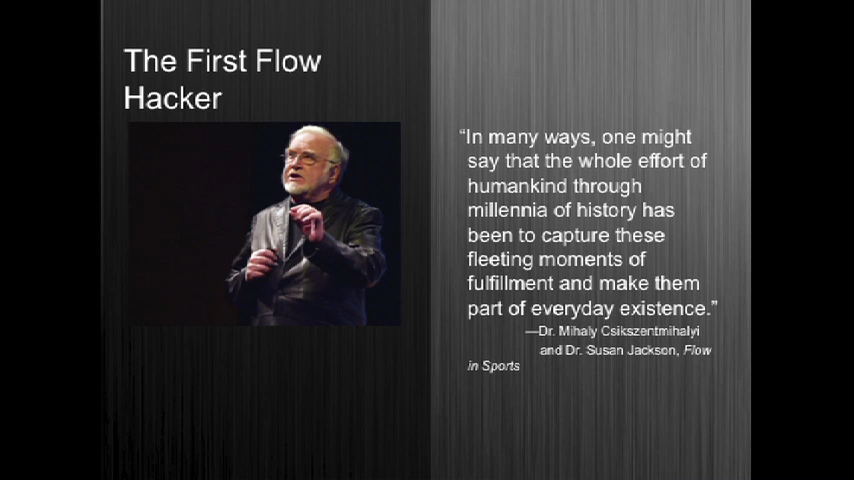 The First Flow
Hacker
“In many ways, one might
say that the whole effort of
humankind through
millennia of history has
been to capture these
fleeting moments of
fulfillment and make them
part of everyday existence.”
—Dr. Mihaly Csikszentmihalyi
and Dr. Susan Jackson, Flow
in Sports